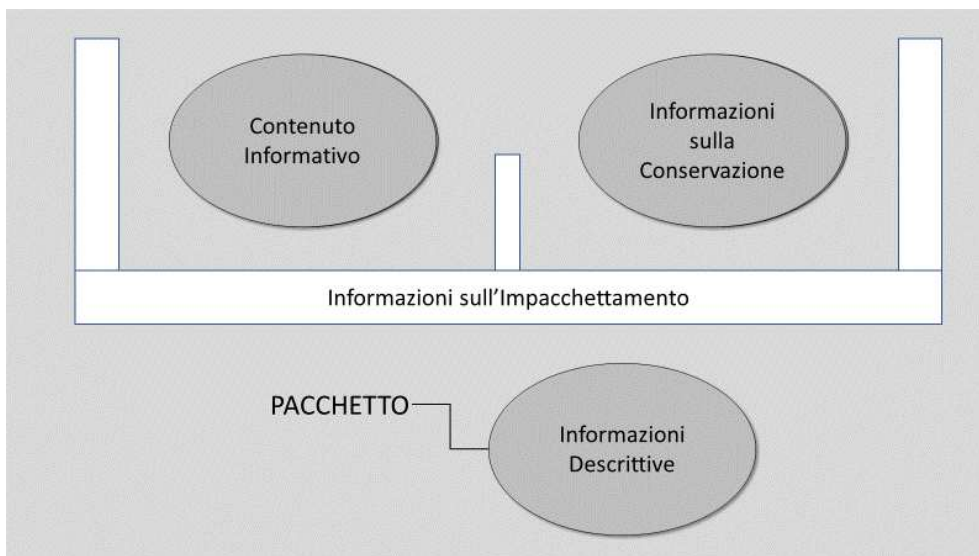 Contenuto
Informativo
Informazioni
sulla
Conservazione
Informazioni sull'Impacchettamento
PACCHETTO
Informazioni
Descrittive